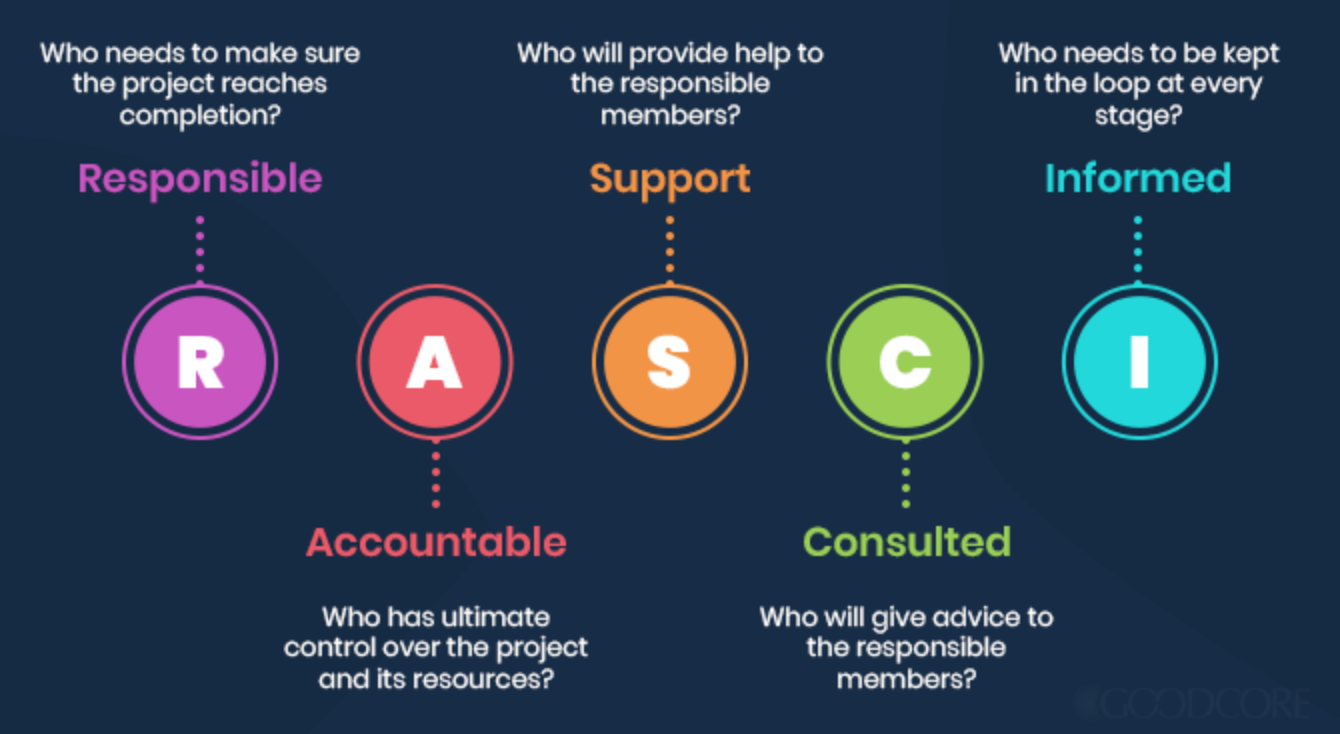 Who needs to make sure
the project reaches
completion?
Responsible
Who will provide help to
the responsible
members?
Support
Who needs to be kept
in the loop at every
stage?
Informed
R
A
S
C
I
Accountable
Who has ultimate
control over the project
and its resources?
Consulted
Who will give advice to
the responsible
members?
GOODCORE